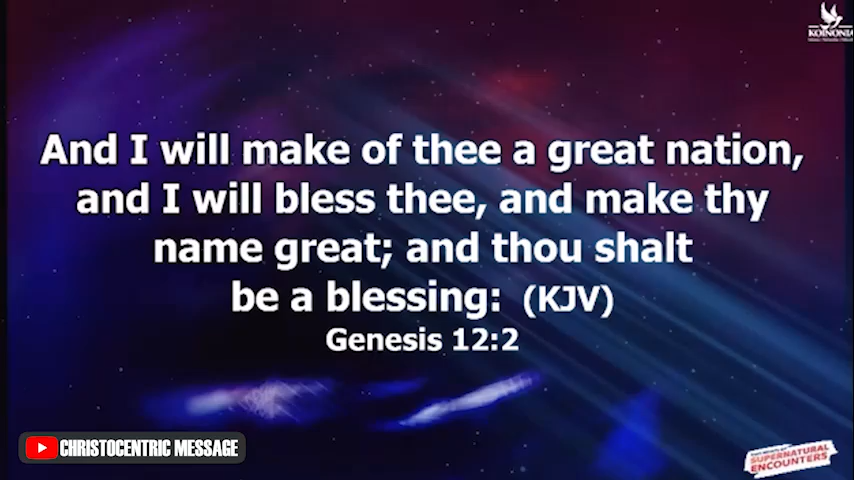 KOINONIA
And I will make of thee a great nation,
and I will bless thee, and make thy
name great; and thou shalt
be a blessing: (KJV)
Genesis 12:2
CHRISTOCENTRIC MESSAGE
SUPERNATURAL
ENCOUNTERS